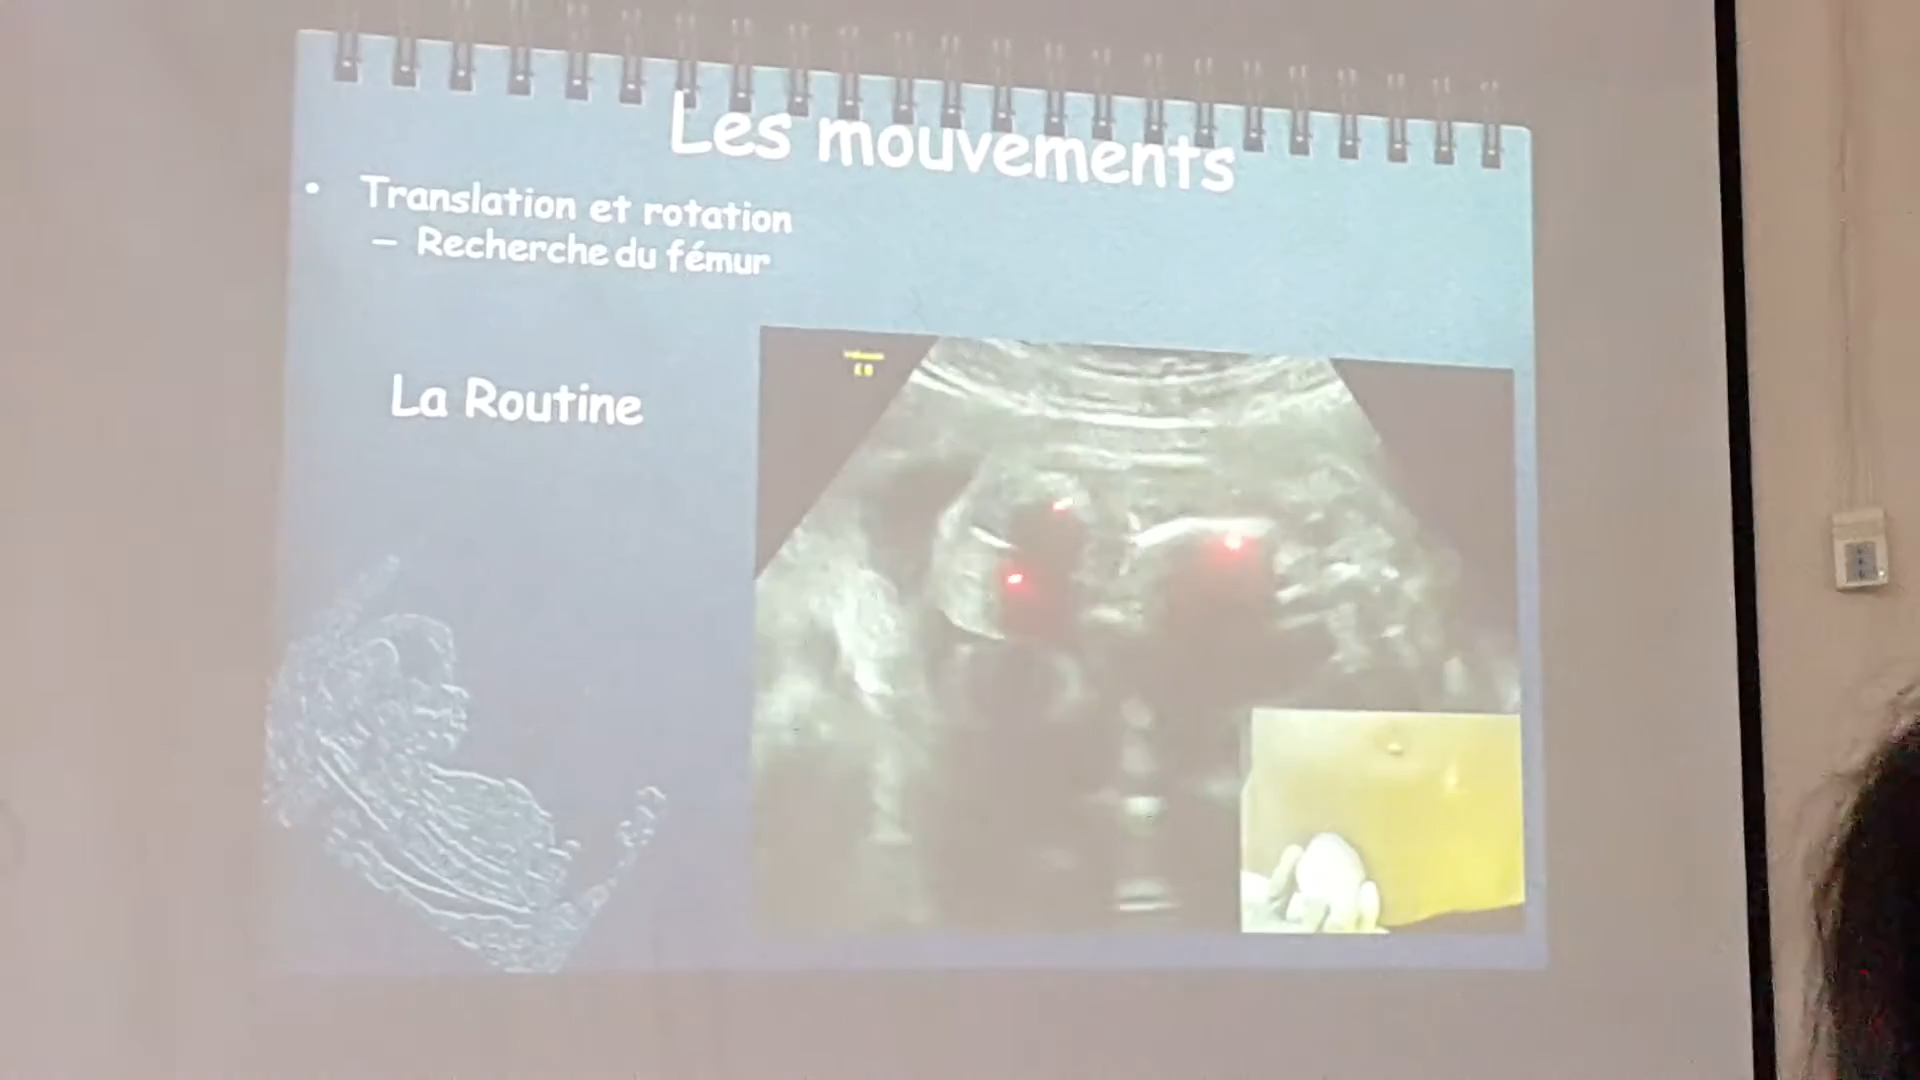 Les mouvements
• Translation et rotation
– Recherche du fémur
La Routine